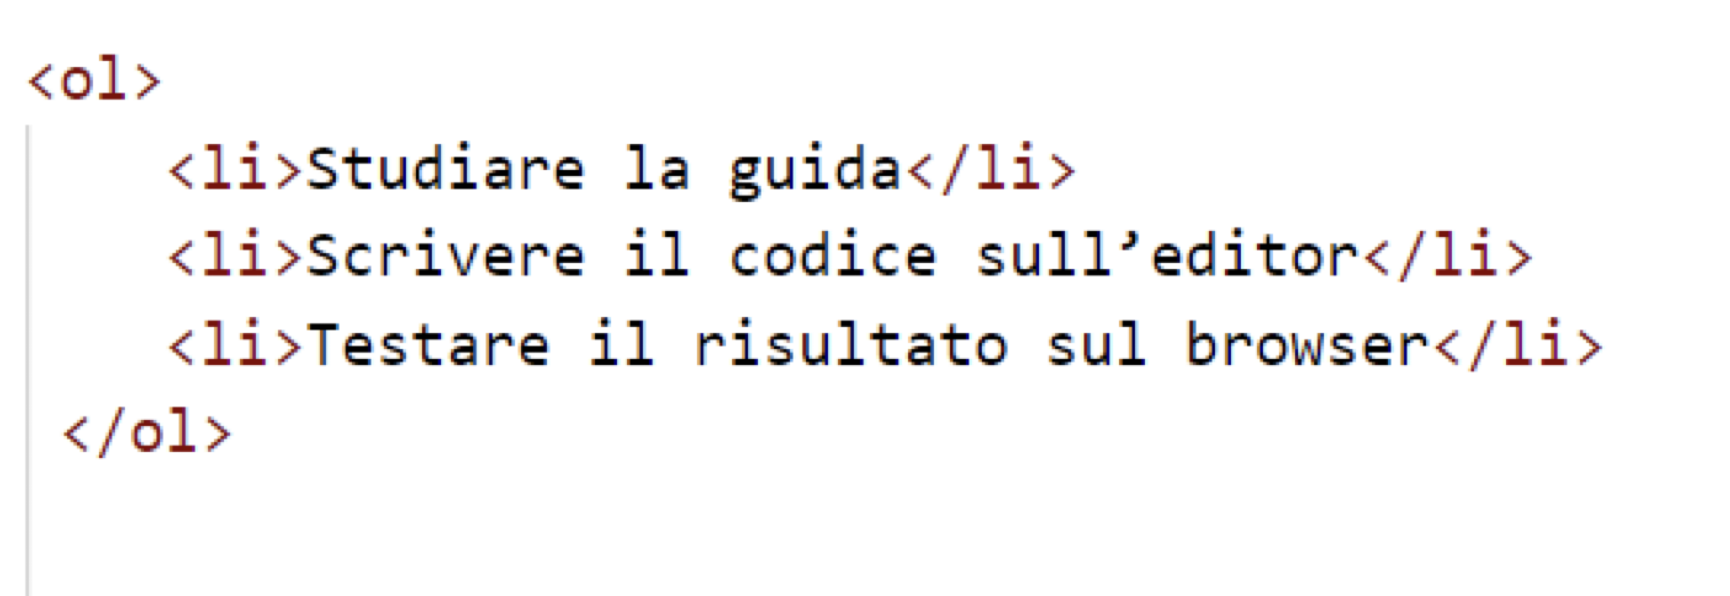 <ol>
<li>Studiare la guida</li>
<li>Scrivere il codice sull’editor</li>
<li>Testare il risultato sul browser</li>
</ol>